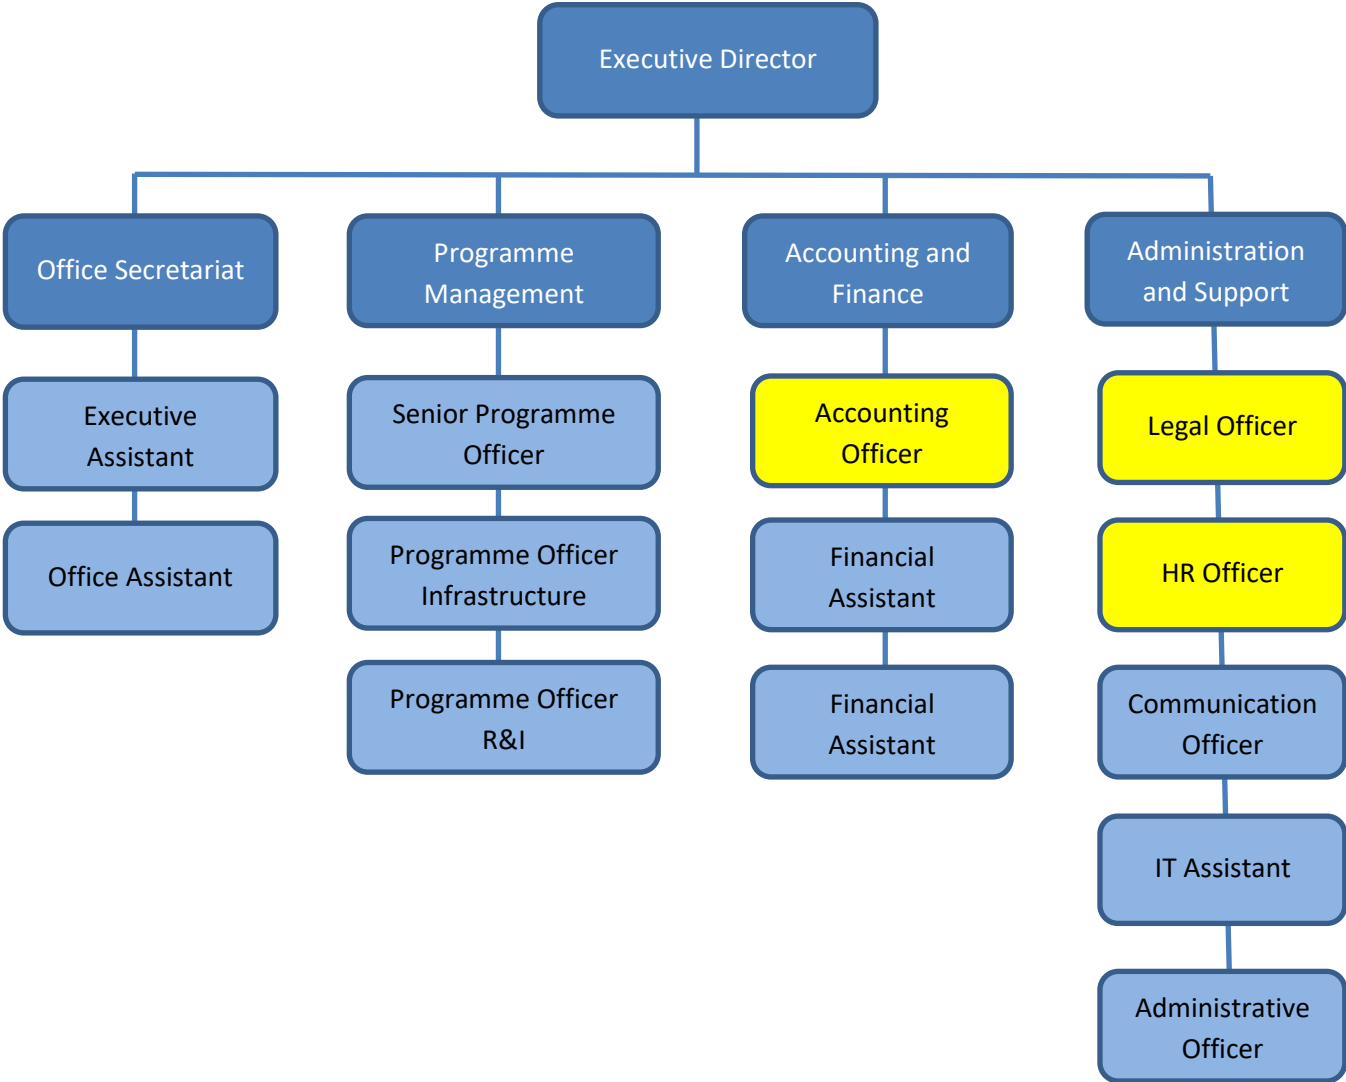 Executive Director
Office Secretariat
Programme
Management
Accounting and
Finance
Administration
and Support
Executive
Assistant
Senior Programme
Officer
Accounting
Officer
Legal Officer
Office Assistant
Programme Officer
Infrastructure
Financial
Assistant
HR Officer
Programme Officer
R&I
Financial
Assistant
Communication
Officer
IT Assistant
Administrative
Officer